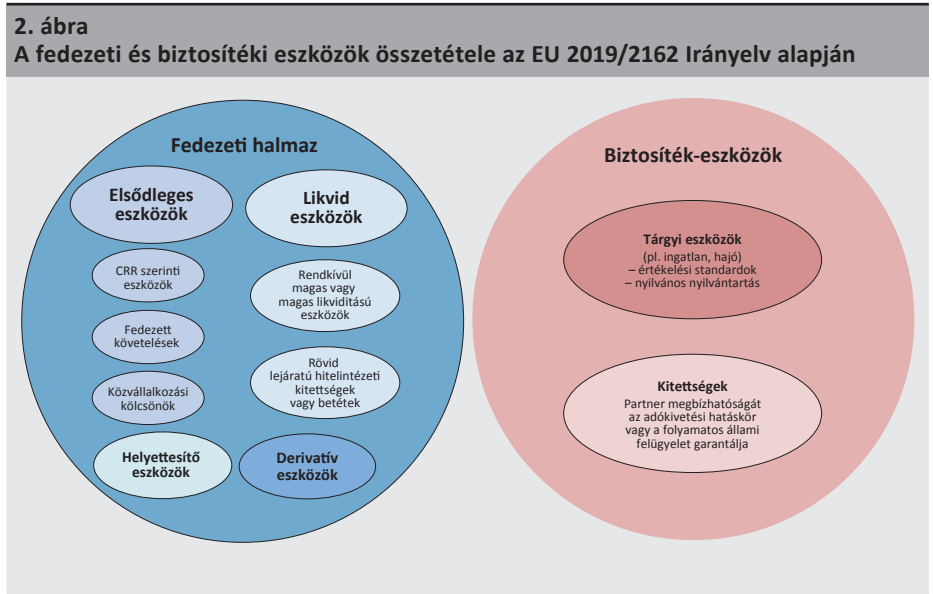 2. ábra
A fedezeti és biztosítéki eszközök összetétele az EU 2019/2162 Irányelv alapján
Fedezeti halmaz
Elsődleges
eszközök
Likvid
eszközök
CRR szerinti
eszközök
Rendkívül
magas vagy
magas likviditású
eszközök
Fedezett
követelések
Rövid
lejáratú hitelintézeti
kitettségek
vagy betétek
Közvállalkozási
kölcsönök
Helyettesítő
eszközök
Derivatív
eszközök
Biztosíték-eszközök
Tárgyi eszközök
(pl. ingatlan, hajó)
– értékelési standardok
– nyilvános nyilvántartás
Kitettségek
Partner megbízhatóságát
az adókivetési hatáskör
vagy a folyamatos állami
felügyelet garantálja